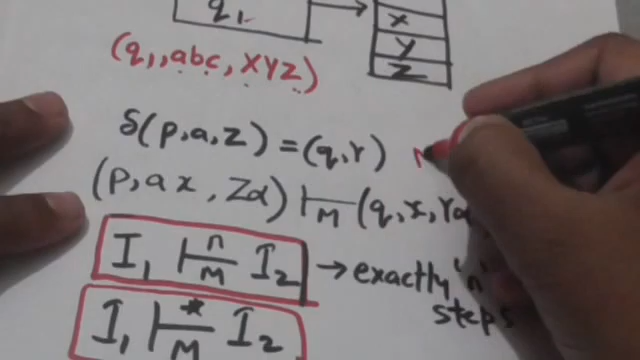 q₁
x
y
z
(q₁, abc, XYZ)
δ(p, a, z) = (q, r)
(p, ax, Zα) ⊢M (q, x, γα
I₁ ⊢ⁿM I₂ → exactly 'n'
steps
I₁ ⊢*M I₂